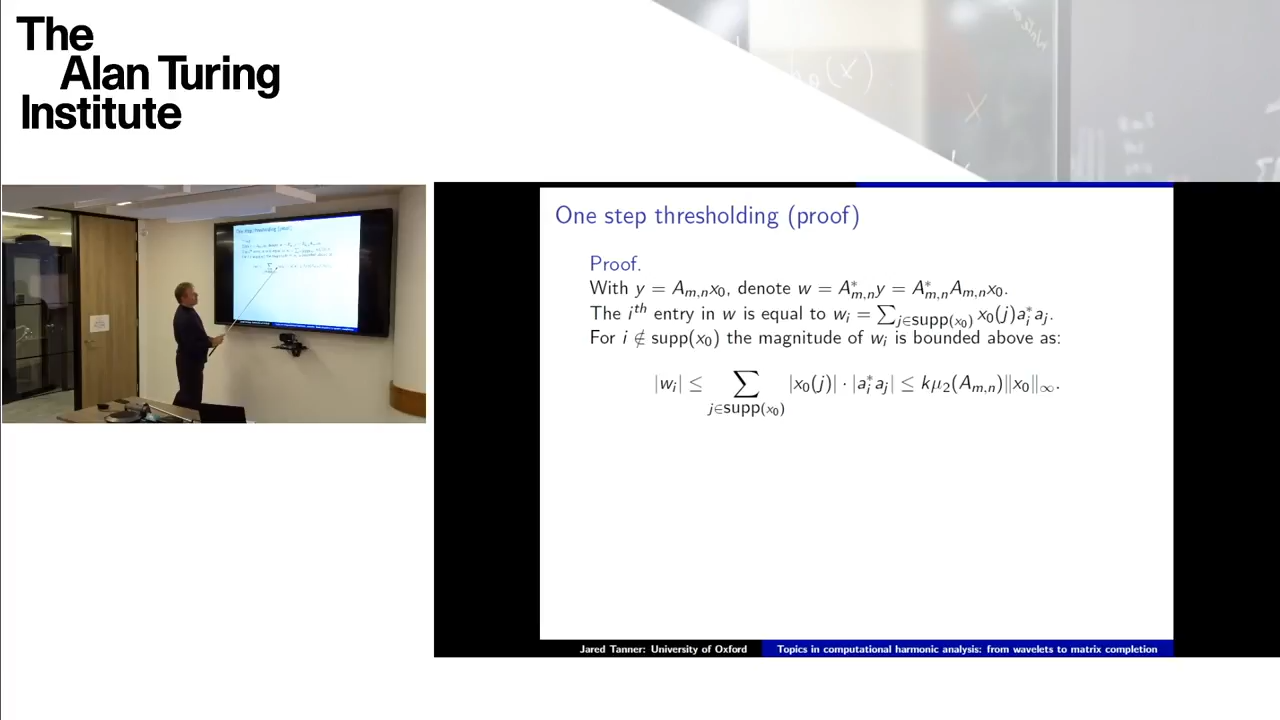 The
Alan Turing
Institute
One step thresholding (proof)
Proof.
With y = A_{m,n}x_0, denote w = A^*_{m,n}y = A^*_{m,n}A_{m,n}x_0.
The i^{th} entry in w is equal to w_i = ∑_{j∈supp(x_0)} x_0(j)a_i^*a_j.
For i ∉ supp(x_0) the magnitude of w_i is bounded above as:
|w_i| ≤ ∑_{j∈supp(x_0)} |x_0(j)| · |a_i^*a_j| ≤ kμ_2(A_{m,n})‖x_0‖_∞.
Jared Tanner: University of Oxford
Topics in computational harmonic analysis: from wavelets to matrix completion